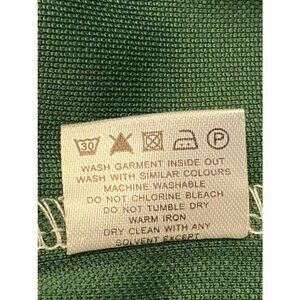 30 P
WASH GARMENT INSIDE OUT
WASH WITH SIMILAR COLOURS
MACHINE WASHABLE
DO NOT CHLORINE BLEACH
DO NOT TUMBLE DRY
WARM IRON
DRY CLEAN WITH ANY
SOLVENT EXCEPT